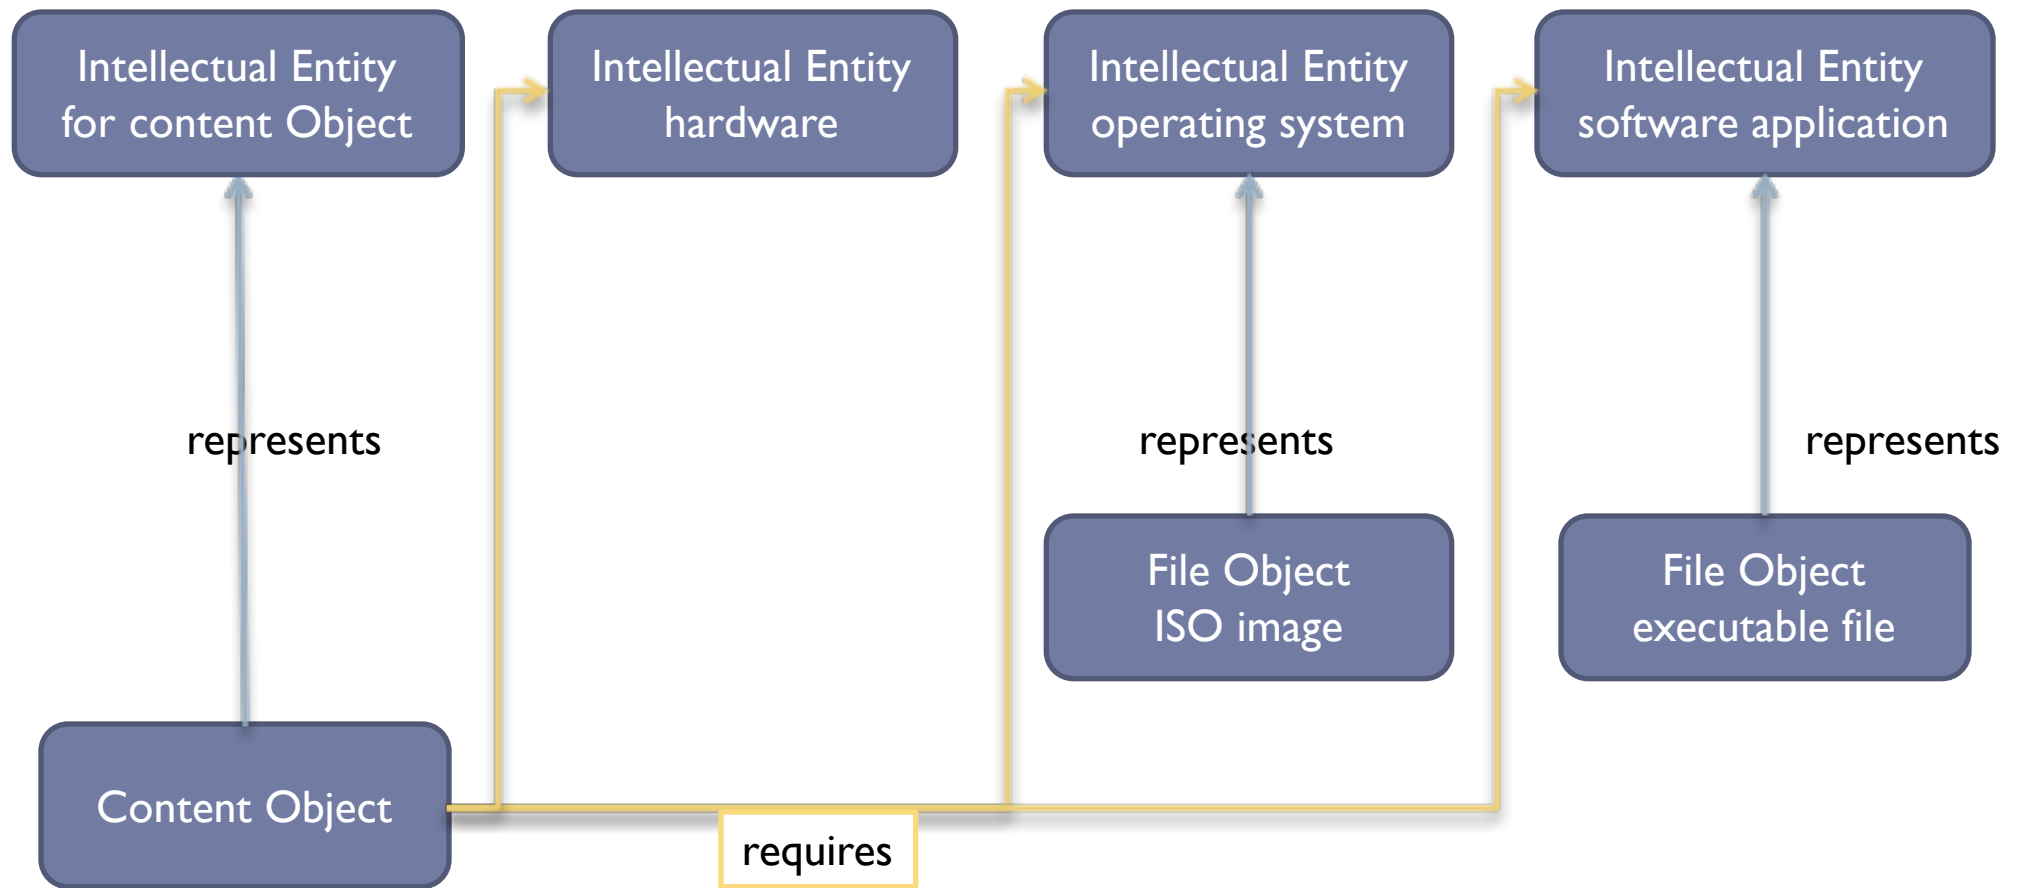 Intellectual Entity
for content Object
Intellectual Entity
hardware
Intellectual Entity
operating system
Intellectual Entity
software application
represents
represents
represents
File Object
ISO image
File Object
executable file
Content Object
requires